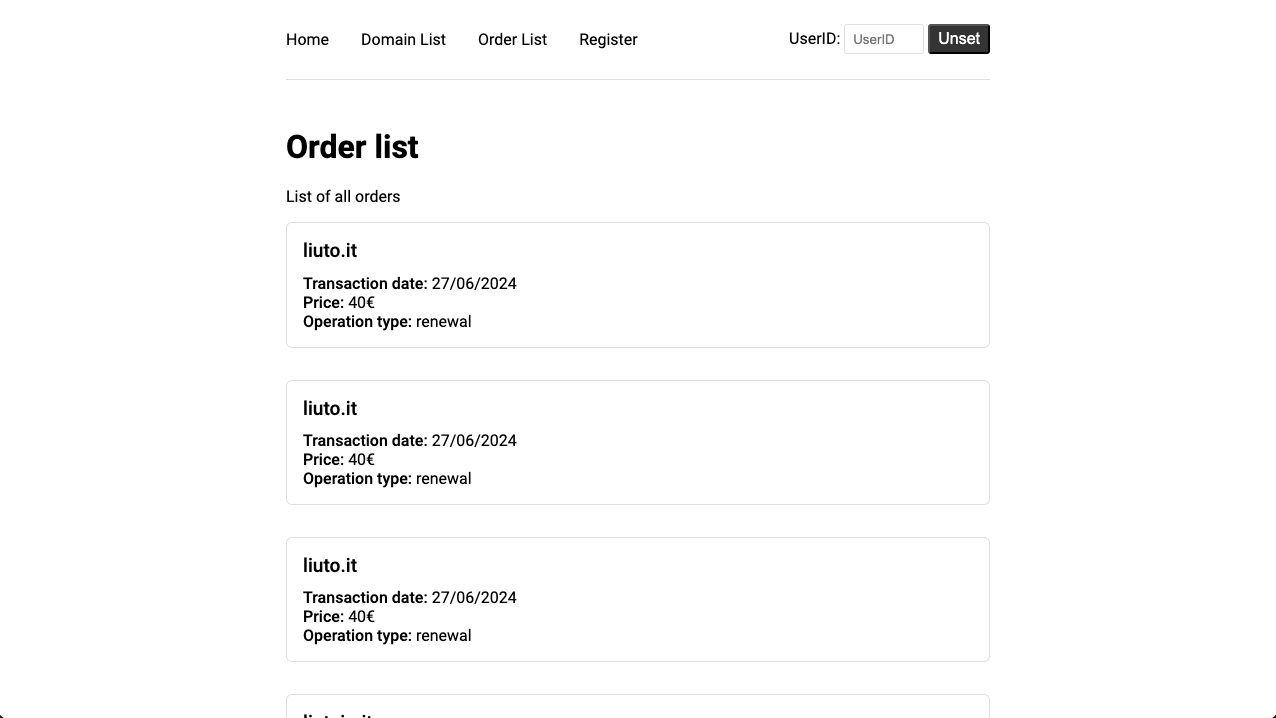 Home Domain List Order List Register UserID: UserID Unset
Order list
List of all orders
liuto.it
Transaction date: 27/06/2024
Price: 40€
Operation type: renewal
liuto.it
Transaction date: 27/06/2024
Price: 40€
Operation type: renewal
liuto.it
Transaction date: 27/06/2024
Price: 40€
Operation type: renewal